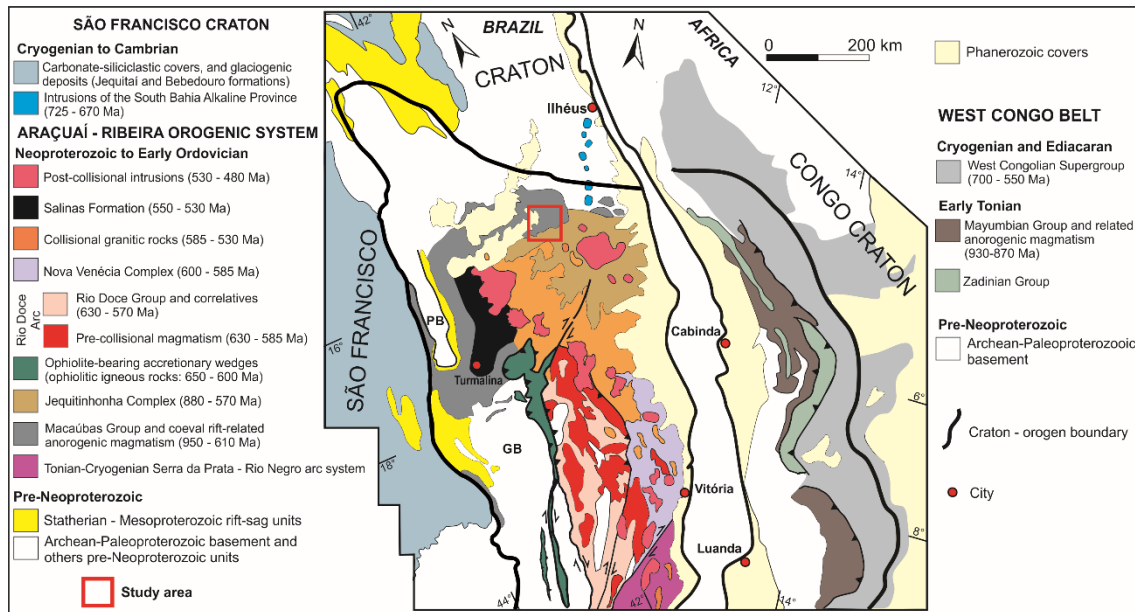 SÃO FRANCISCO CRATON
Cryogenian to Cambrian
Carbonate-siliciclastic covers, and glaciogenic
deposits (Jequitaí and Bebedouro formations)
Intrusions of the South Bahia Alkaline Province
(725 - 670 Ma)
ARAÇUAÍ - RIBEIRA OROGENIC SYSTEM
Neoproterozoic to Early Ordovician
Post-collisional intrusions (530 - 480 Ma)
Salinas Formation (550 - 530 Ma)
Collisional granitic rocks (585 - 530 Ma)
Nova Venécia Complex (600 - 585 Ma)
Rio Doce
Arc
Rio Doce Group and correlatives
(630 - 570 Ma)
Pre-collisional magmatism (630 - 585 Ma)
Ophiolite-bearing accretionary wedges
(ophiolitic igneous rocks: 650 - 600 Ma)
Jequitinhonha Complex (880 - 570 Ma)
Macaúbas Group and coeval rift-related
anorogenic magmatism (950 - 610 Ma)
Tonian-Cryogenian Serra da Prata - Rio Negro arc system
Pre-Neoproterozoic
Statherian - Mesoproterozoic rift-sag units
Archean-Paleoproterozoic basement and
others pre-Neoproterozoic units
Study area
42°
N
BRAZIL
N
AFRICA
0 200 km
CRATON
Ilhéus
12°
14°
CONGO CRATON
SÃO FRANCISCO
PB
16°
Turmalina
Cabinda
6°
GB
18°
Vitória
Luanda
8°
44°
42°
14°
Phanerozoic covers
WEST CONGO BELT
Cryogenian and Ediacaran
West Congolian Supergroup
(700 - 550 Ma)
Early Tonian
Mayumbian Group and related
anorogenic magmatism
(930-870 Ma)
Zadinian Group
Pre-Neoproterozoic
Archean-Paleoproterozooic
basement
Craton - orogen boundary
City